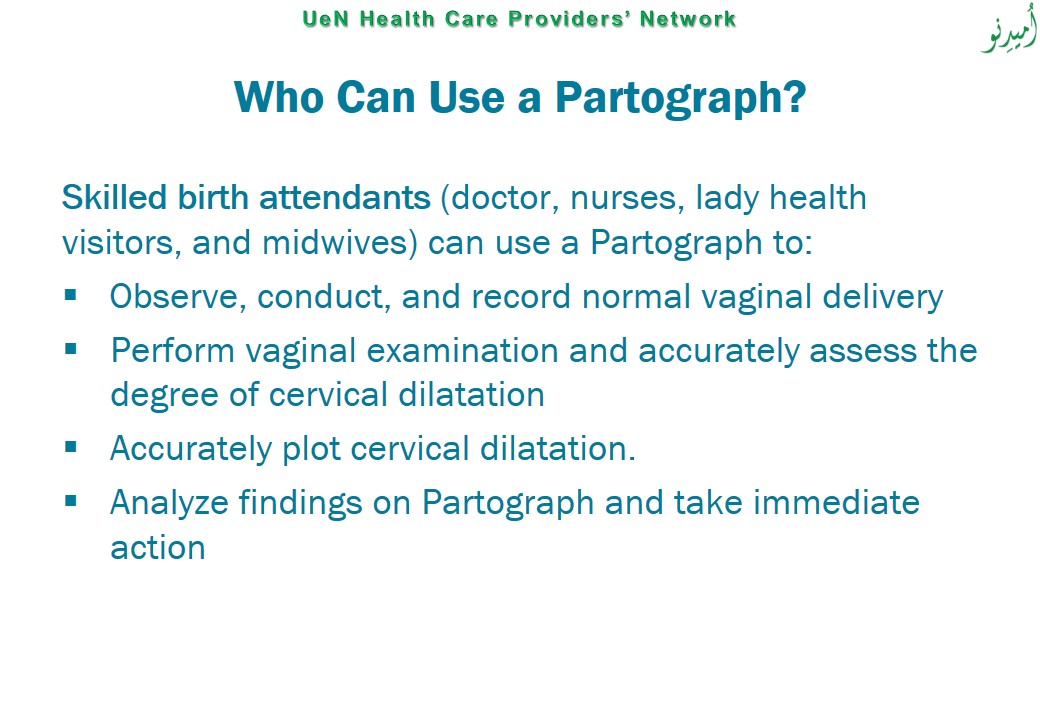 UeN Health Care Providers’ Network
اُمیدِنو
Who Can Use a Partograph?
Skilled birth attendants (doctor, nurses, lady health
visitors, and midwives) can use a Partograph to:
▪ Observe, conduct, and record normal vaginal delivery
▪ Perform vaginal examination and accurately assess the
degree of cervical dilatation
▪ Accurately plot cervical dilatation.
▪ Analyze findings on Partograph and take immediate
action